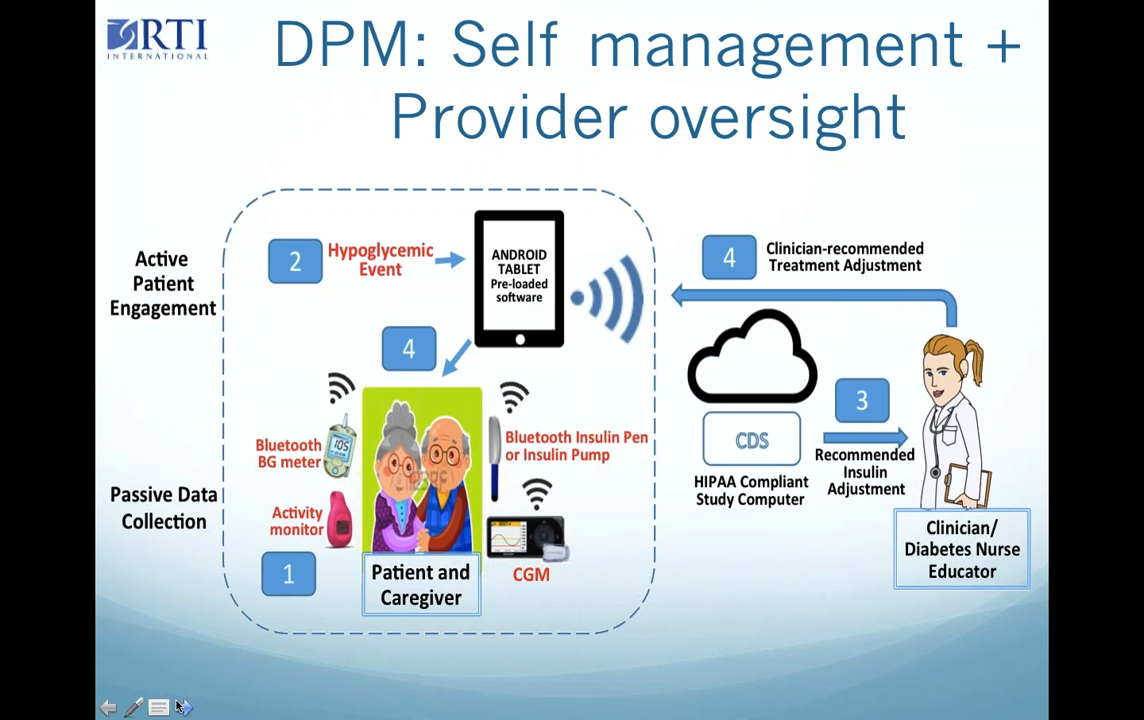 RTI
INTERNATIONAL
DPM: Self management +
Provider oversight
Active
Patient
Engagement
2
Hypoglycemic
Event
ANDROID
TABLET
Pre-loaded
software
4
Clinician-recommended
Treatment Adjustment
4
Bluetooth
BG meter
105
Bluetooth Insulin Pen
or Insulin Pump
CDS
3
HIPAA Compliant
Study Computer
Recommended
Insulin
Adjustment
Passive Data
Collection
Activity
monitor
1
Patient and
Caregiver
CGM
Clinician/
Diabetes Nurse
Educator